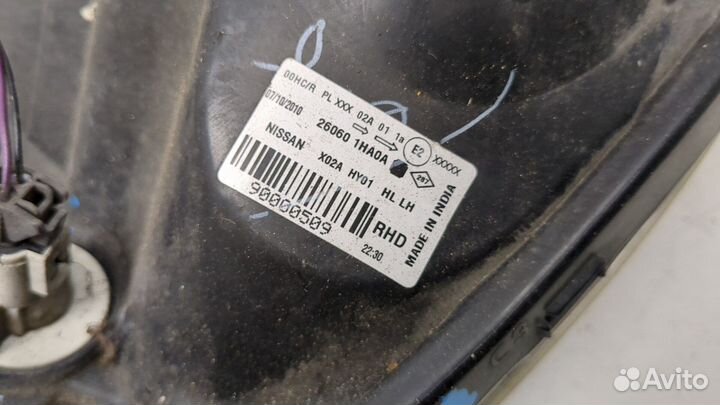 DOHC/R PL XXX 02A 01 1a E2 XXXXX
07/10/2010 26060 1HA0A
NISSAN X02A HY01 HL LH
90000509
RHD
22:30
MADE IN INDIA
Avito